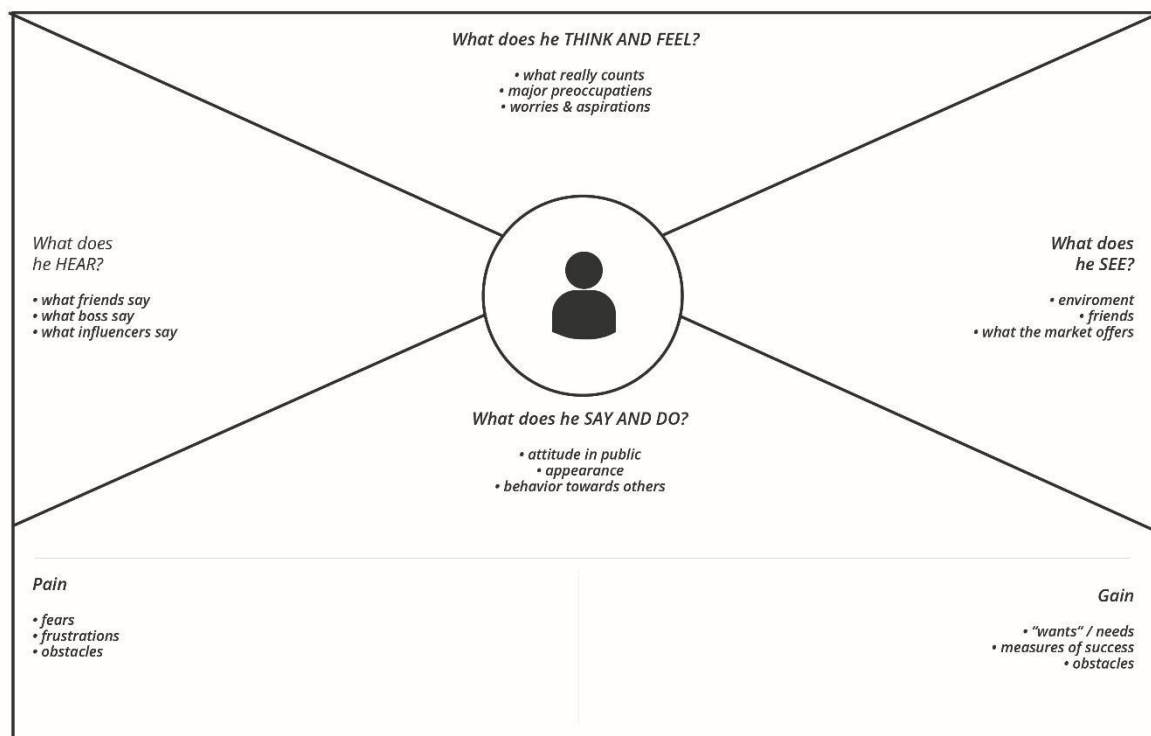 What does he THINK AND FEEL?
• what really counts
• major preoccupatiens
• worries & aspirations
What does
he HEAR?
• what friends say
• what boss say
• what influencers say
What does
he SEE?
• enviroment
• friends
• what the market offers
What does he SAY AND DO?
• attitude in public
• appearance
• behavior towards others
Pain
• fears
• frustrations
• obstacles
Gain
• “wants” / needs
• measures of success
• obstacles